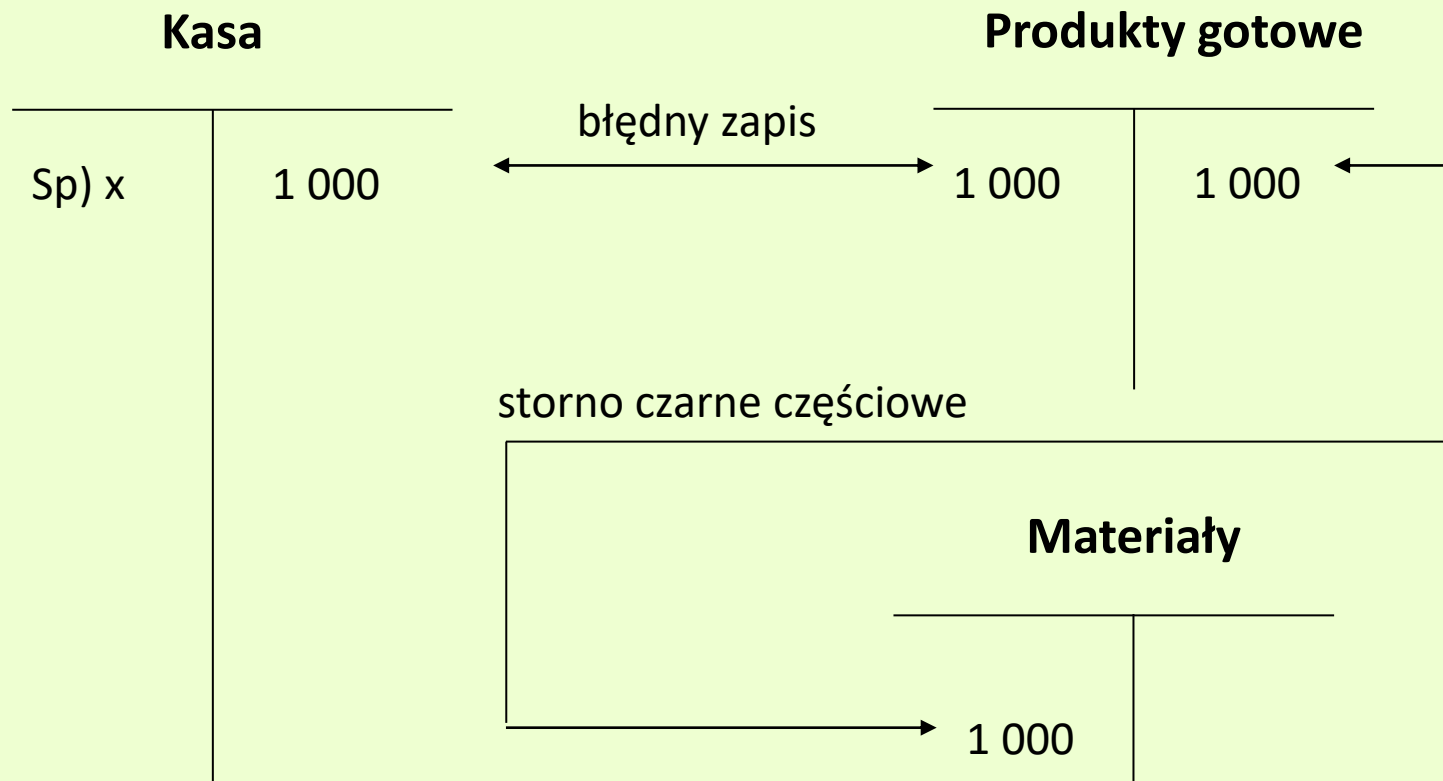 Kasa
Produkty gotowe
błędny zapis
Sp) x
1 000
1 000
1 000
storno czarne częściowe
Materiały
1 000